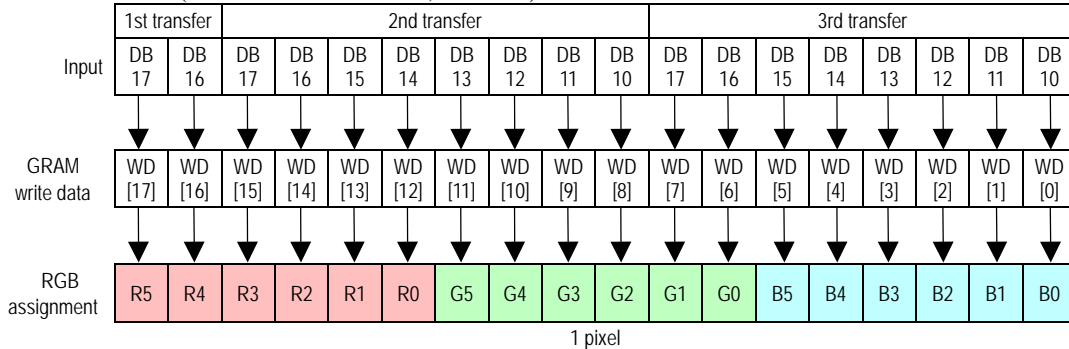 1st transfer 2nd transfer 3rd transfer
Input DB 17 DB 16 DB 17 DB 16 DB 15 DB 14 DB 13 DB 12 DB 11 DB 10 DB 17 DB 16 DB 15 DB 14 DB 13 DB 12 DB 11 DB 10
GRAM write data WD [17] WD [16] WD [15] WD [14] WD [13] WD [12] WD [11] WD [10] WD [9] WD [8] WD [7] WD [6] WD [5] WD [4] WD [3] WD [2] WD [1] WD [0]
RGB assignment R5 R4 R3 R2 R1 R0 G5 G4 G3 G2 G1 G0 B5 B4 B3 B2 B1 B0
1 pixel